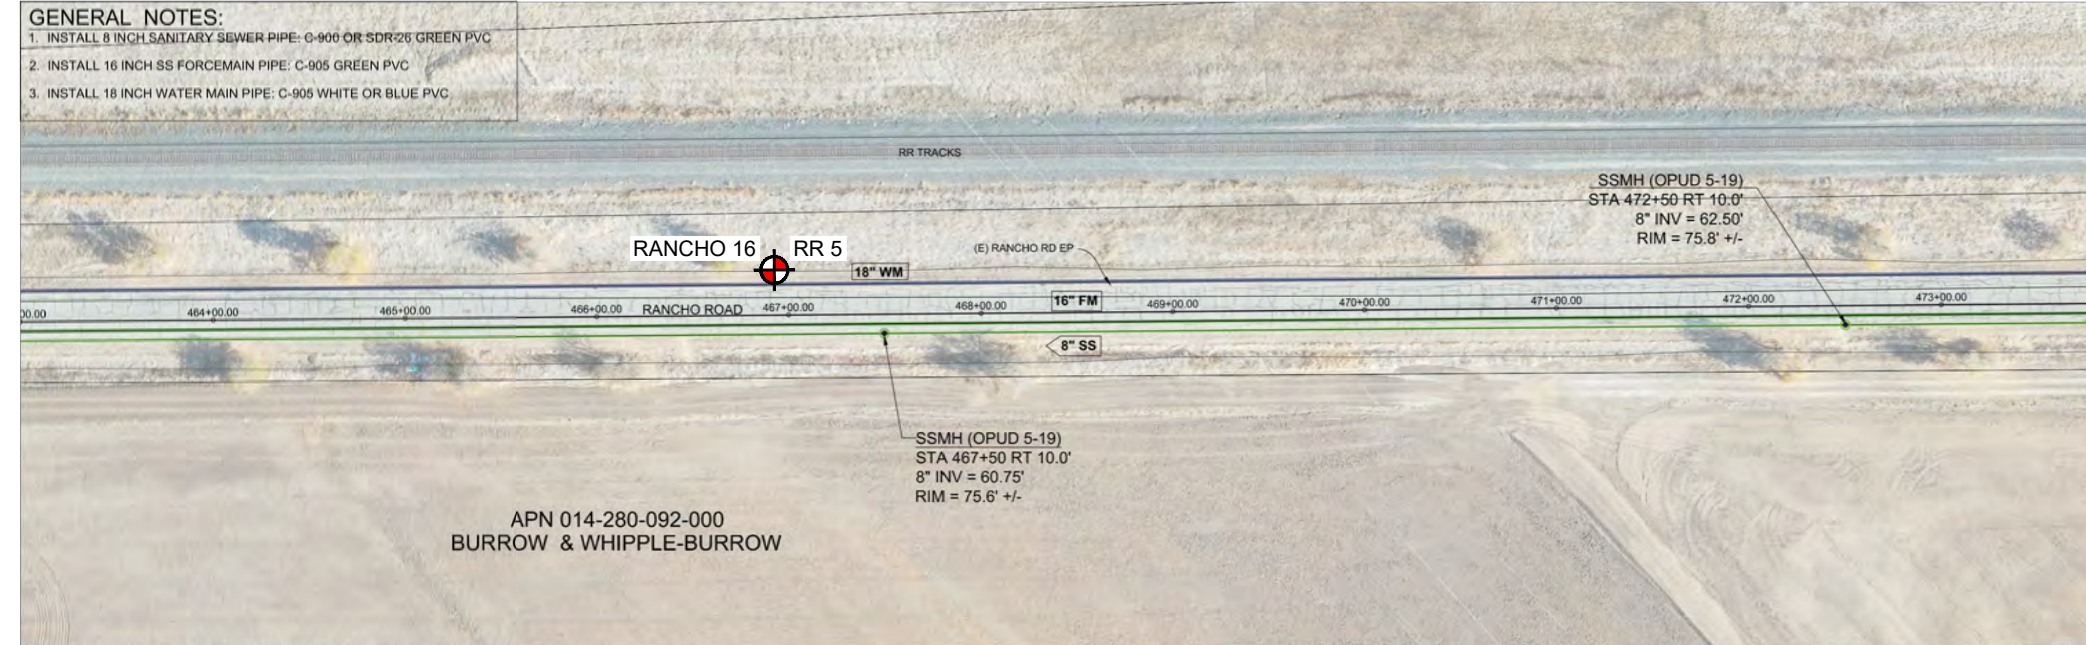 GENERAL NOTES:
1. INSTALL 8 INCH SANITARY SEWER PIPE: C-900 OR SDR-26 GREEN PVC
2. INSTALL 16 INCH SS FORCEMAIN PIPE: C-905 GREEN PVC
3. INSTALL 18 INCH WATER MAIN PIPE: C-905 WHITE OR BLUE PVC
RR TRACKS
SSMH (OPUD 5-19)
STA 472+50 RT 10.0'
8" INV = 62.50'
RIM = 75.8' +/-
RANCHO 16 RR 5
(E) RANCHO RD EP
18" WM
16" FM
00.00 464+00.00 465+00.00 466+00.00 RANCHO ROAD 467+00.00 468+00.00 469+00.00 470+00.00 471+00.00 472+00.00 473+00.00
8" SS
SSMH (OPUD 5-19)
STA 467+50 RT 10.0'
8" INV = 60.75'
RIM = 75.6' +/-
APN 014-280-092-000
BURROW & WHIPPLE-BURROW